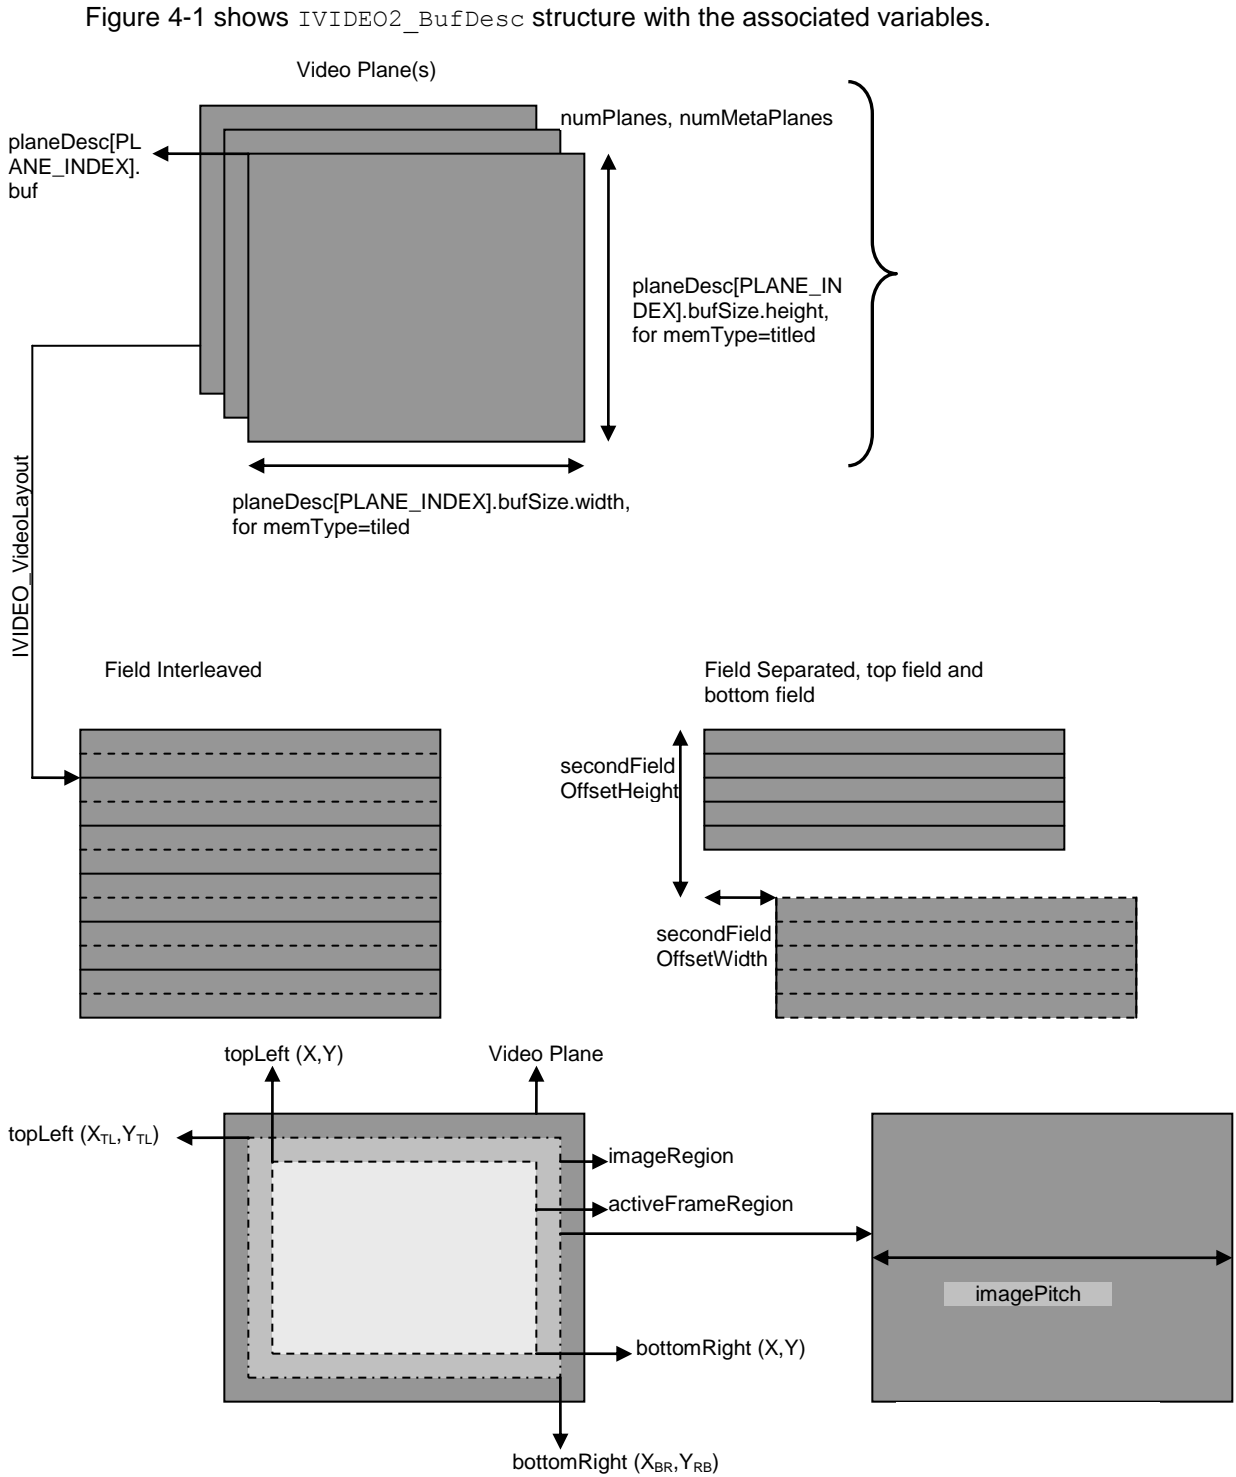 Figure 4-1 shows IVIDEO2_BufDesc structure with the associated variables.
Video Plane(s)
numPlanes, numMetaPlanes
planeDesc[PL
ANE_INDEX].
buf
planeDesc[PLANE_IN
DEX].bufSize.height,
for memType=titled
planeDesc[PLANE_INDEX].bufSize.width,
for memType=tiled
IVIDEO_VideoLayout
Field Interleaved
Field Separated, top field and
bottom field
secondField
OffsetHeight
secondField
OffsetWidth
topLeft (X,Y)
Video Plane
topLeft (XTL,YTL)
imageRegion
activeFrameRegion
imagePitch
bottomRight (X,Y)
bottomRight (XBR,YRB)